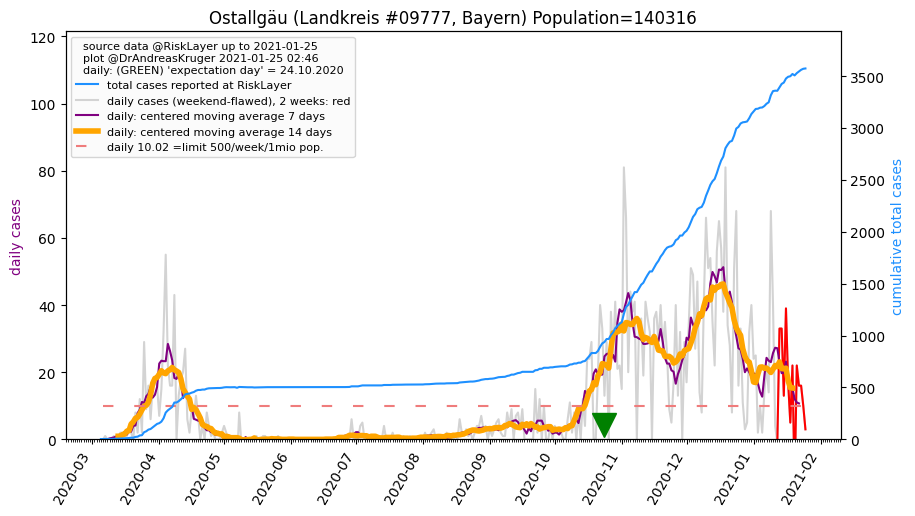 Ostallgäu (Landkreis #09777, Bayern) Population=140316
source data @RiskLayer up to 2021-01-25
plot @DrAndreasKruger 2021-01-25 02:46
daily: (GREEN) 'expectation day' = 24.10.2020
total cases reported at RiskLayer
daily cases (weekend-flawed), 2 weeks: red
daily: centered moving average 7 days
daily: centered moving average 14 days
daily 10.02 =limit 500/week/1mio pop.
daily cases
120
100
80
60
40
20
0
cumulative total cases
3500
3000
2500
2000
1500
1000
500
0
2020-03
2020-04
2020-05
2020-06
2020-07
2020-08
2020-09
2020-10
2020-11
2020-12
2021-01
2021-02